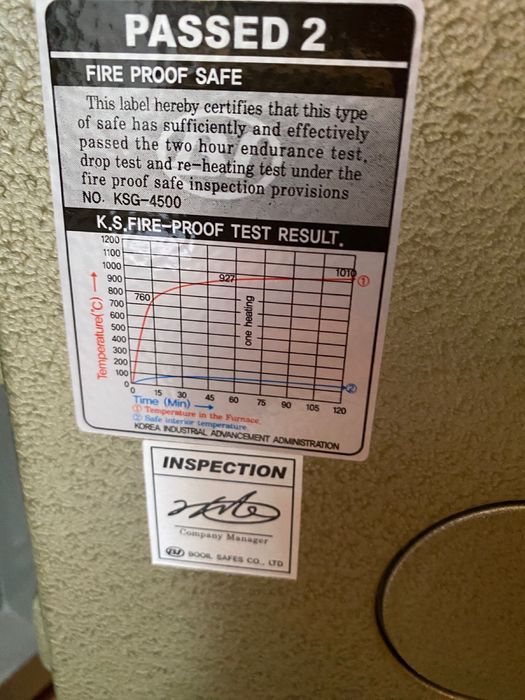 PASSED 2
FIRE PROOF SAFE
This label hereby certifies that this type
of safe has sufficiently and effectively
passed the two hour endurance test,
drop test and re-heating test under the
fire proof safe inspection provisions
NO. KSG-4500
K.S.FIRE-PROOF TEST RESULT.
Temperature(℃) →
1200
1100
1000
900
800
700
600
500
400
300
200
100
0
760
927
1010
①
one heating
②
0 15 30 45 60 75 90 105 120
Time (Min) →
① Temperature in the Furnace.
② Safe interior temperature.
KOREA INDUSTRIAL ADVANCEMENT ADMINISTRATION
INSPECTION
Company Manager
BOOIL SAFES CO., LTD